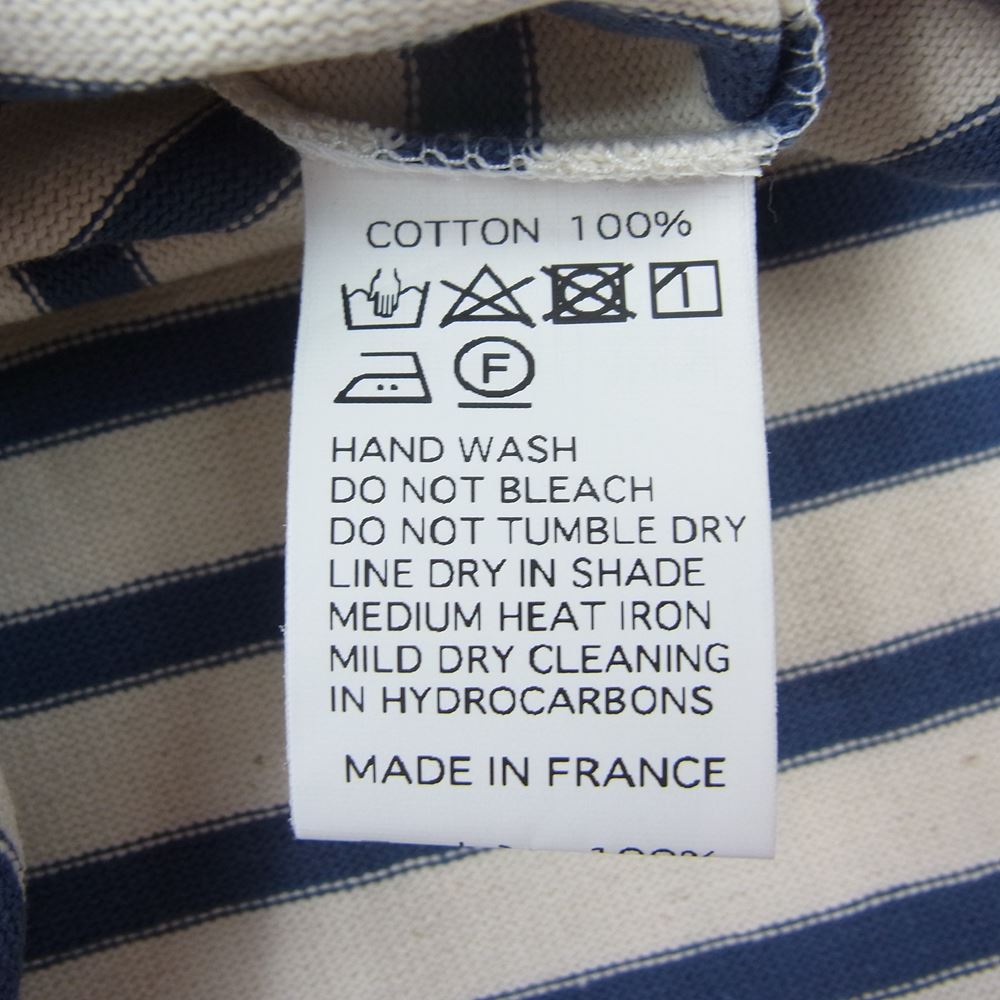 COTTON 100%
F
HAND WASH
DO NOT BLEACH
DO NOT TUMBLE DRY
LINE DRY IN SHADE
MEDIUM HEAT IRON
MILD DRY CLEANING
IN HYDROCARBONS
MADE IN FRANCE
100%